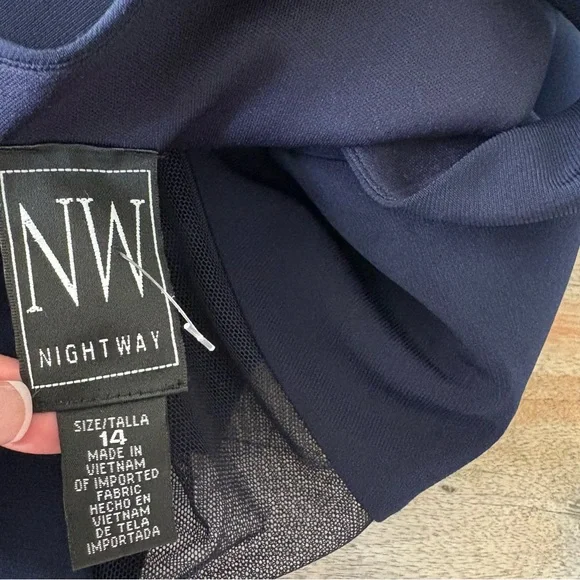 NW
NIGHTWAY
SIZE/TALLA
14
MADE IN
VIETNAM
OF IMPORTED
FABRIC
HECHO EN
VIETNAM
DE TELA
IMPORTADA